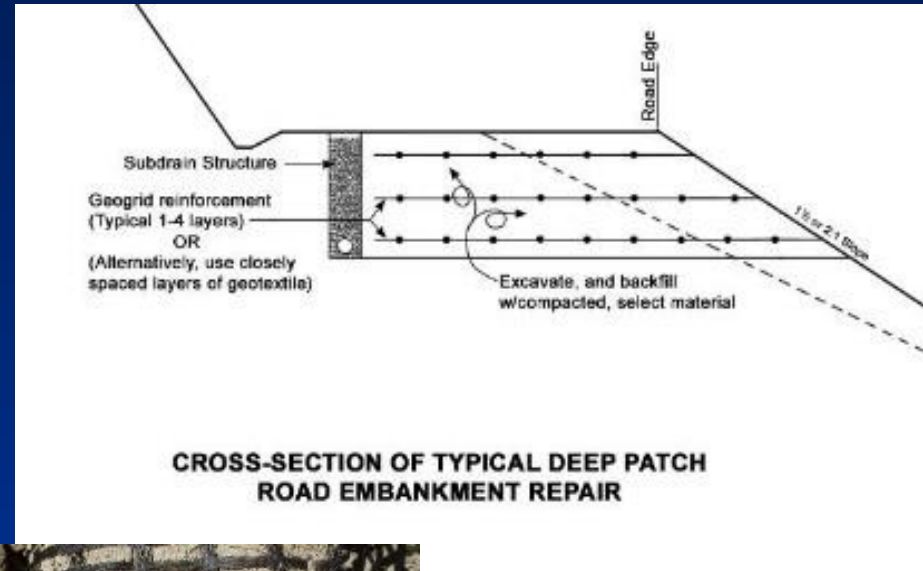 Road Edge
Subdrain Structure
Geogrid reinforcement
(Typical 1-4 layers)
OR
(Alternatively, use closely
spaced layers of geotextile)
1½ or 2:1 Slope
Excavate, and backfill
w/compacted, select material
CROSS-SECTION OF TYPICAL DEEP PATCH
ROAD EMBANKMENT REPAIR